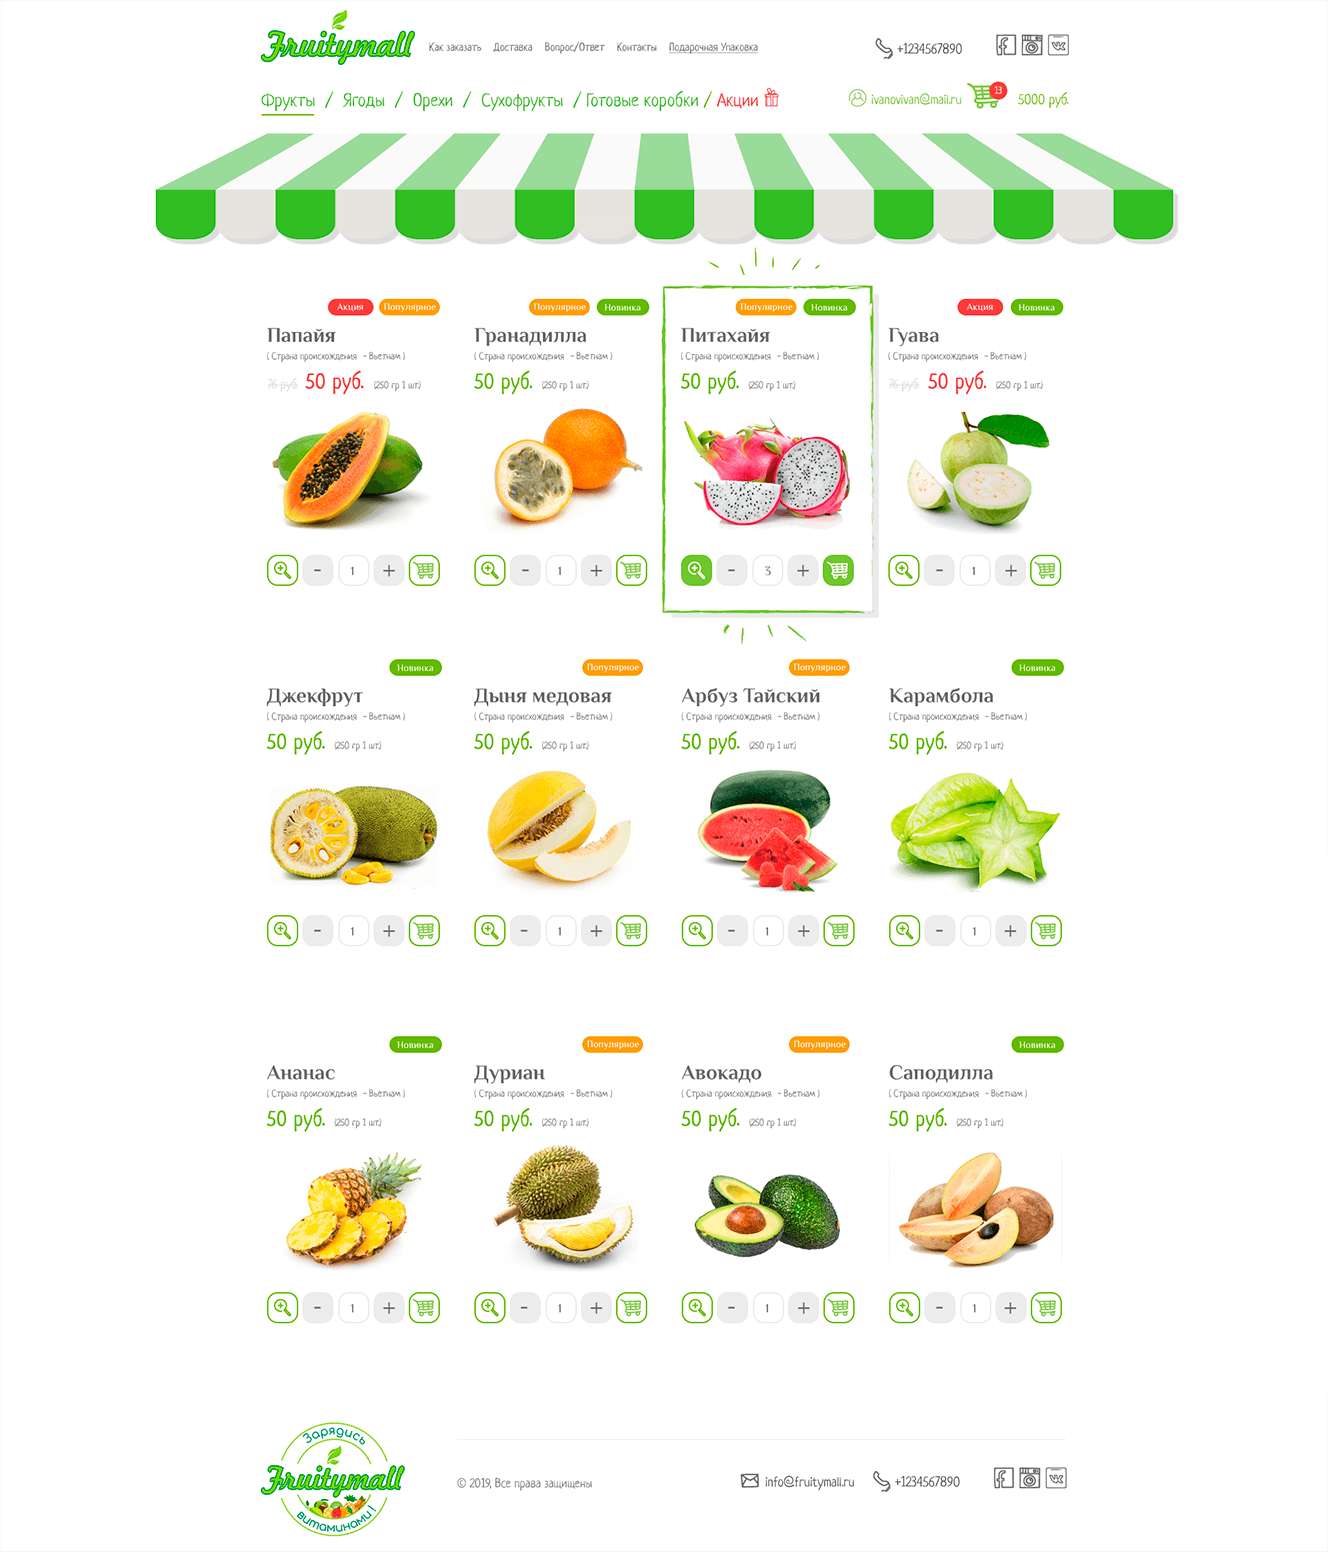 Fruitymall
Как заказать Доставка Вопрос/Ответ Контакты Подарочная Упаковка
+1234567890
Фрукты / Ягоды / Орехи / Сухофрукты / Готовые коробки / Акции
ivanovivan@mail.ru 13 5000 руб.
Акция Популярное
Папайя
( Страна происхождения - Вьетнам )
76 руб. 50 руб. (250 гр 1 шт.)
- 1 +
Популярное Новинка
Гранадилла
( Страна происхождения - Вьетнам )
50 руб. (250 гр 1 шт.)
- 1 +
Популярное Новинка
Питахайя
( Страна происхождения - Вьетнам )
50 руб. (250 гр 1 шт.)
- 3 +
Акция Новинка
Гуава
( Страна происхождения - Вьетнам )
76 руб. 50 руб. (250 гр 1 шт.)
- 1 +
Новинка
Джекфрут
( Страна происхождения - Вьетнам )
50 руб. (250 гр 1 шт.)
- 1 +
Популярное
Дыня медовая
( Страна происхождения - Вьетнам )
50 руб. (250 гр 1 шт.)
- 1 +
Популярное
Арбуз Тайский
( Страна происхождения - Вьетнам )
50 руб. (250 гр 1 шт.)
- 1 +
Новинка
Карамбола
( Страна происхождения - Вьетнам )
50 руб. (250 гр 1 шт.)
- 1 +
Новинка
Ананас
( Страна происхождения - Вьетнам )
50 руб. (250 гр 1 шт.)
- 1 +
Популярное
Дуриан
( Страна происхождения - Вьетнам )
50 руб. (250 гр 1 шт.)
- 1 +
Популярное
Авокадо
( Страна происхождения - Вьетнам )
50 руб. (250 гр 1 шт.)
- 1 +
Новинка
Саподилла
( Страна происхождения - Вьетнам )
50 руб. (250 гр 1 шт.)
- 1 +
Зарядись
Fruitymall
витаминами !
© 2019, Все права защищены
info@fruitymall.ru
+1234567890